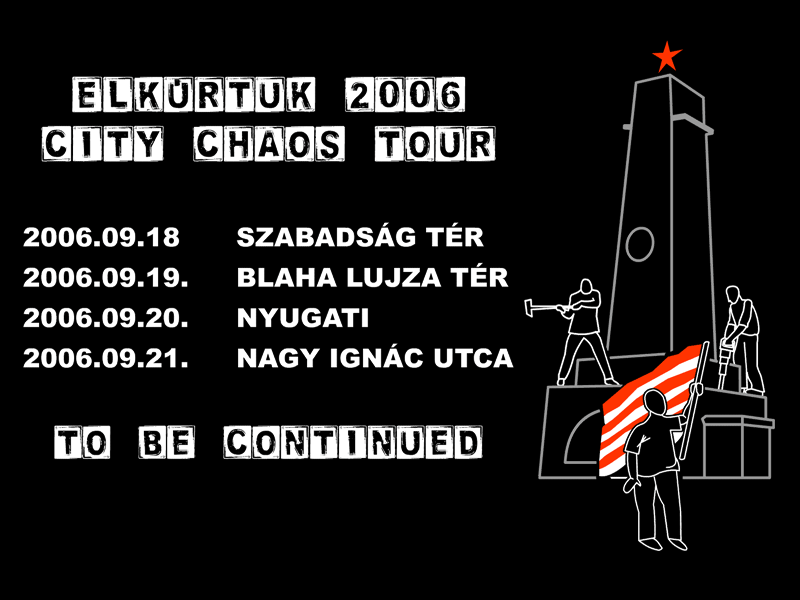 ELKÚRTUK 2006
CITY CHAOS TOUR
2006.09.18 SZABADSÁG TÉR
2006.09.19. BLAHA LUJZA TÉR
2006.09.20. NYUGATI
2006.09.21. NAGY IGNÁC UTCA
TO BE CONTINUED